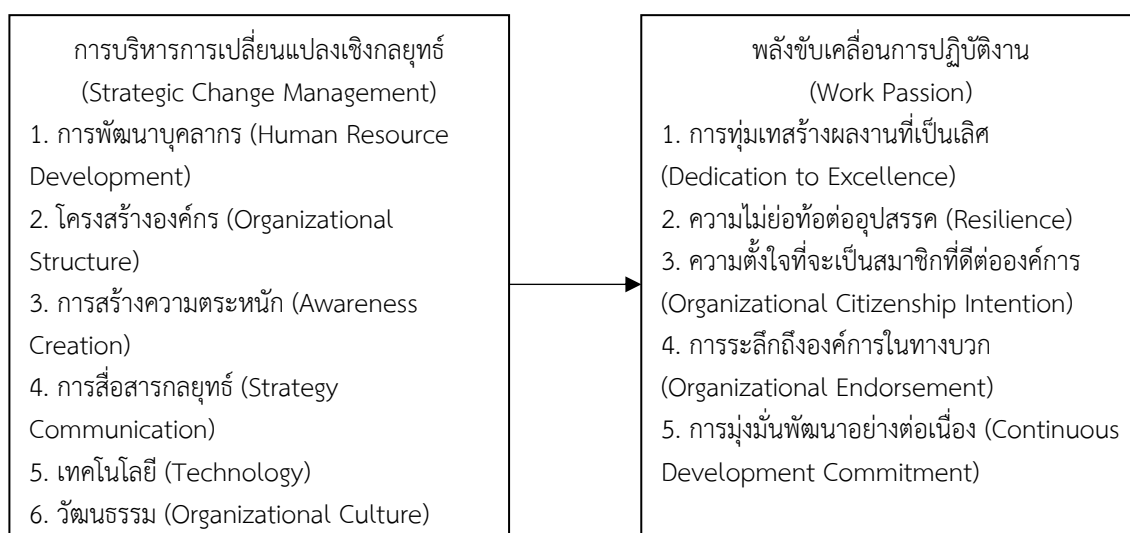 การบริหารการเปลี่ยนแปลงเชิงกลยุทธ์
(Strategic Change Management)
1. การพัฒนาบุคลากร (Human Resource
Development)
2. โครงสร้างองค์กร (Organizational
Structure)
3. การสร้างความตระหนัก (Awareness
Creation)
4. การสื่อสารกลยุทธ์ (Strategy
Communication)
5. เทคโนโลยี (Technology)
6. วัฒนธรรม (Organizational Culture)
พลังขับเคลื่อนการปฏิบัติงาน
(Work Passion)
1. การทุ่มเทสร้างผลงานที่เป็นเลิศ
(Dedication to Excellence)
2. ความไม่ย่อท้อต่ออุปสรรค (Resilience)
3. ความตั้งใจที่จะเป็นสมาชิกที่ดีต่อองค์การ
(Organizational Citizenship Intention)
4. การระลึกถึงองค์การในทางบวก
(Organizational Endorsement)
5. การมุ่งมั่นพัฒนาอย่างต่อเนื่อง (Continuous
Development Commitment)